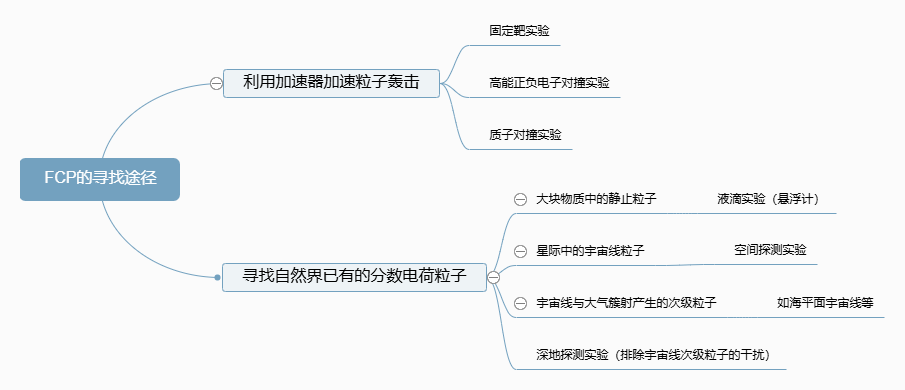 FCP的寻找途径
利用加速器加速粒子轰击
固定靶实验
高能正负电子对撞实验
质子对撞实验
寻找自然界已有的分数电荷粒子
大块物质中的静止粒子 液滴实验（悬浮计）
星际中的宇宙线粒子 空间探测实验
宇宙线与大气簇射产生的次级粒子 如海平面宇宙线等
深地探测实验（排除宇宙线次级粒子的干扰）